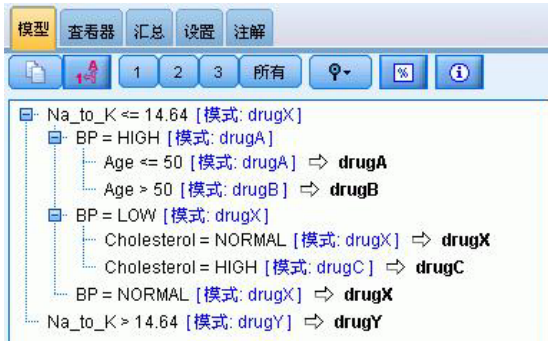 模型 查看器 汇总 设置 注解
A 1 1 2 3 所有 % i
Na_to_K <= 14.64 [模式: drugX]
BP = HIGH [模式: drugA]
Age <= 50 [模式: drugA] ⇨ drugA
Age > 50 [模式: drugB] ⇨ drugB
BP = LOW [模式: drugX]
Cholesterol = NORMAL [模式: drugX] ⇨ drugX
Cholesterol = HIGH [模式: drugC] ⇨ drugC
BP = NORMAL [模式: drugX] ⇨ drugX
Na_to_K > 14.64 [模式: drugY] ⇨ drugY